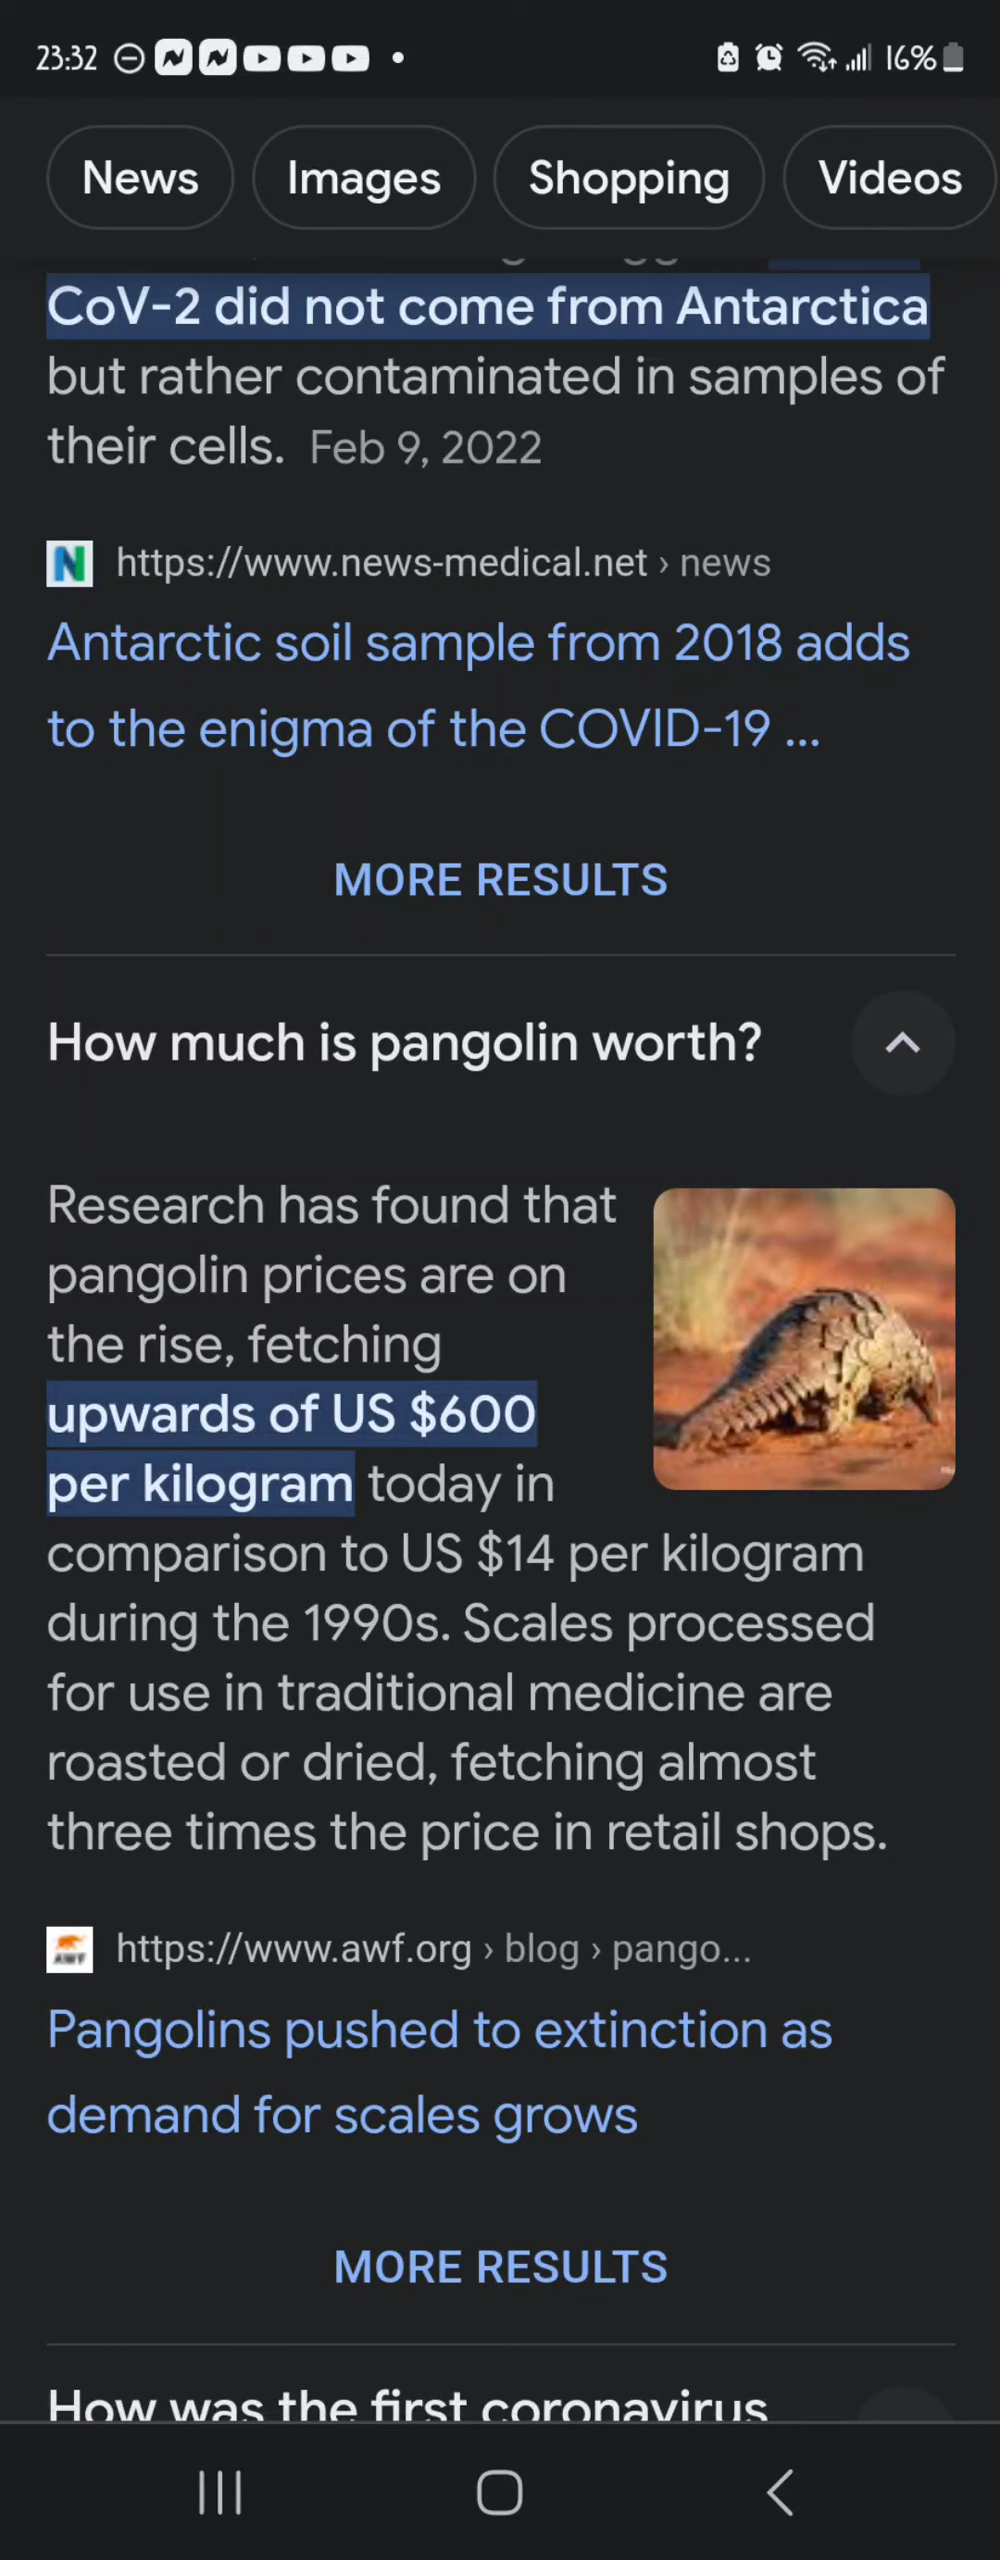 23:32
16%
News
Images
Shopping
Videos
CoV-2 did not come from Antarctica
but rather contaminated in samples of
their cells. Feb 9, 2022
https://www.news-medical.net › news
Antarctic soil sample from 2018 adds
to the enigma of the COVID-19 ...
MORE RESULTS
How much is pangolin worth?
Research has found that
pangolin prices are on
the rise, fetching
upwards of US $600
per kilogram today in
comparison to US $14 per kilogram
during the 1990s. Scales processed
for use in traditional medicine are
roasted or dried, fetching almost
three times the price in retail shops.
AWF
https://www.awf.org › blog › pango...
Pangolins pushed to extinction as
demand for scales grows
MORE RESULTS
How was the first coronavirus